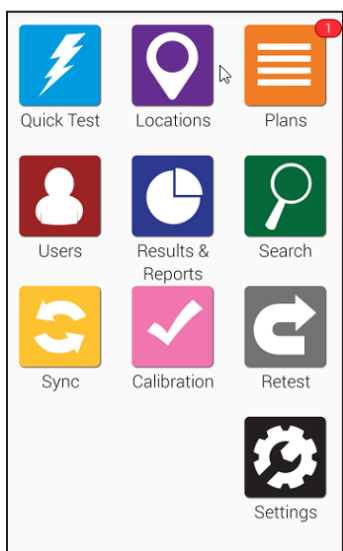 1
Quick Test
Locations
Plans
Users
Results &
Reports
Search
Sync
Calibration
Retest
Settings